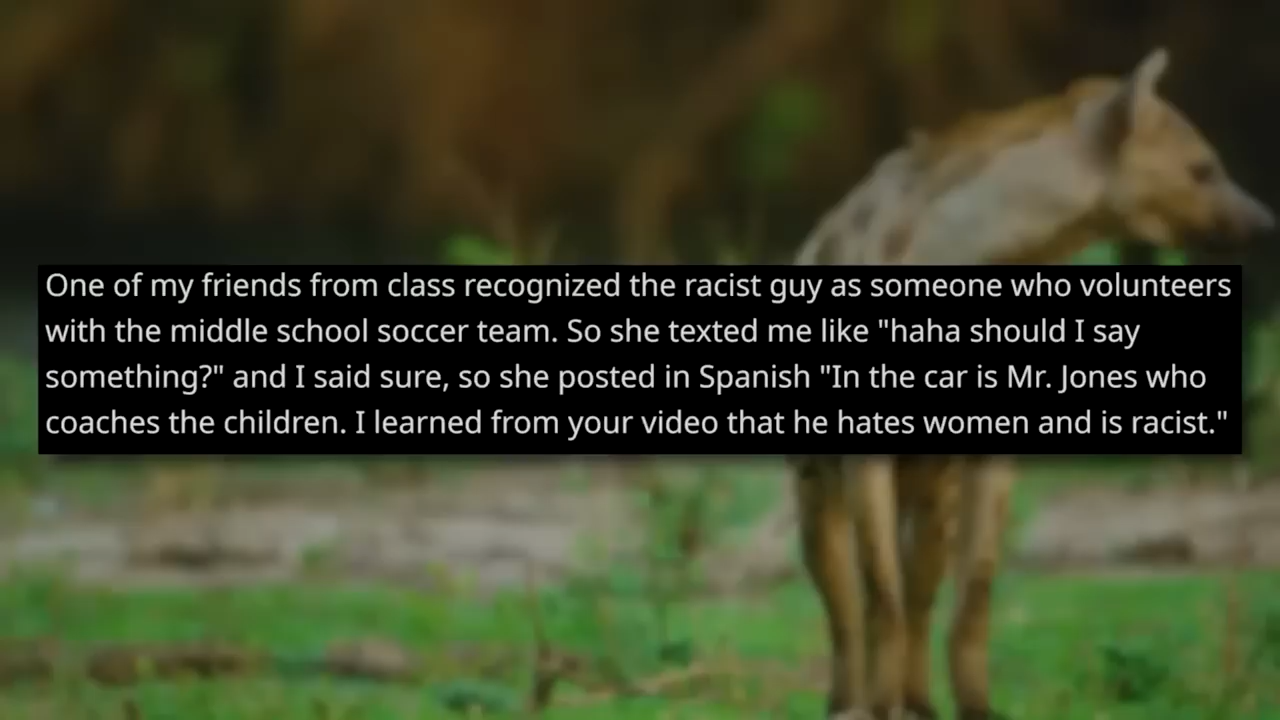 One of my friends from class recognized the racist guy as someone who volunteers
with the middle school soccer team. So she texted me like "haha should I say
something?" and I said sure, so she posted in Spanish "In the car is Mr. Jones who
coaches the children. I learned from your video that he hates women and is racist."